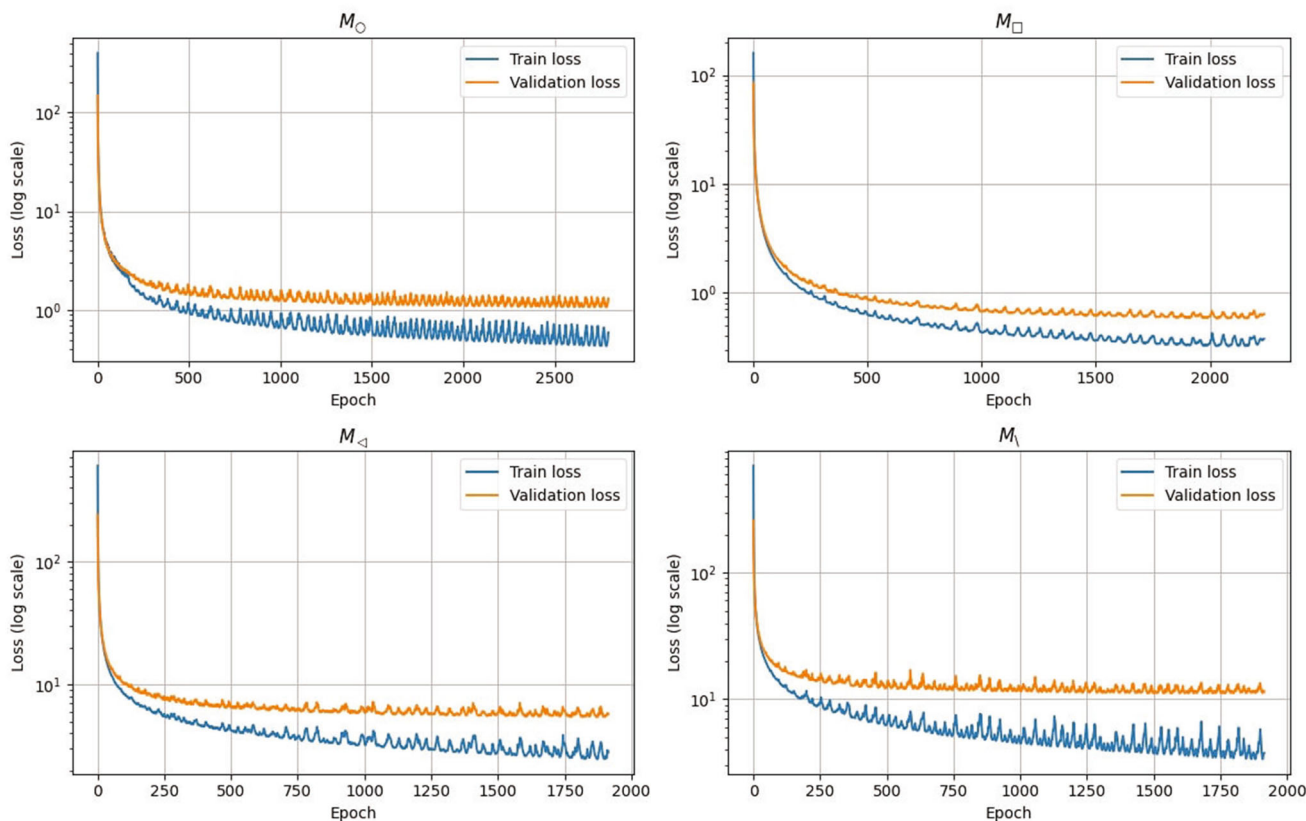 M○
Train loss
Validation loss
Loss (log scale)
10² 10¹ 10⁰
0 500 1000 1500 2000 2500
Epoch
M□
Train loss
Validation loss
Loss (log scale)
10² 10¹ 10⁰
0 500 1000 1500 2000
Epoch
M◁
Train loss
Validation loss
Loss (log scale)
10² 10¹
0 250 500 750 1000 1250 1500 1750 2000
Epoch
M\
Train loss
Validation loss
Loss (log scale)
10² 10¹
0 250 500 750 1000 1250 1500 1750 2000
Epoch